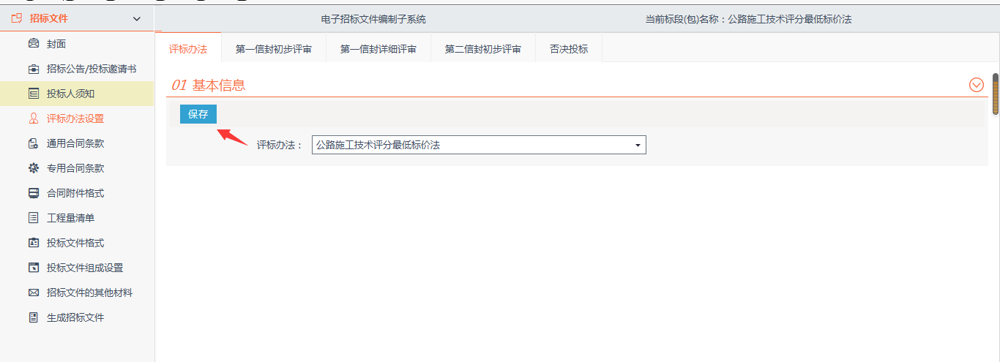 招标文件
电子招标文件编制子系统
当前标段(包)名称：公路施工技术评分最低标价法
封面
招标公告/投标邀请书
投标人须知
评标办法设置
通用合同条款
专用合同条款
合同附件格式
工程量清单
投标文件格式
投标文件组成设置
招标文件的其他材料
生成招标文件
评标办法
第一信封初步评审
第一信封详细评审
第二信封初步评审
否决投标
01 基本信息
保存
评标办法：
公路施工技术评分最低标价法